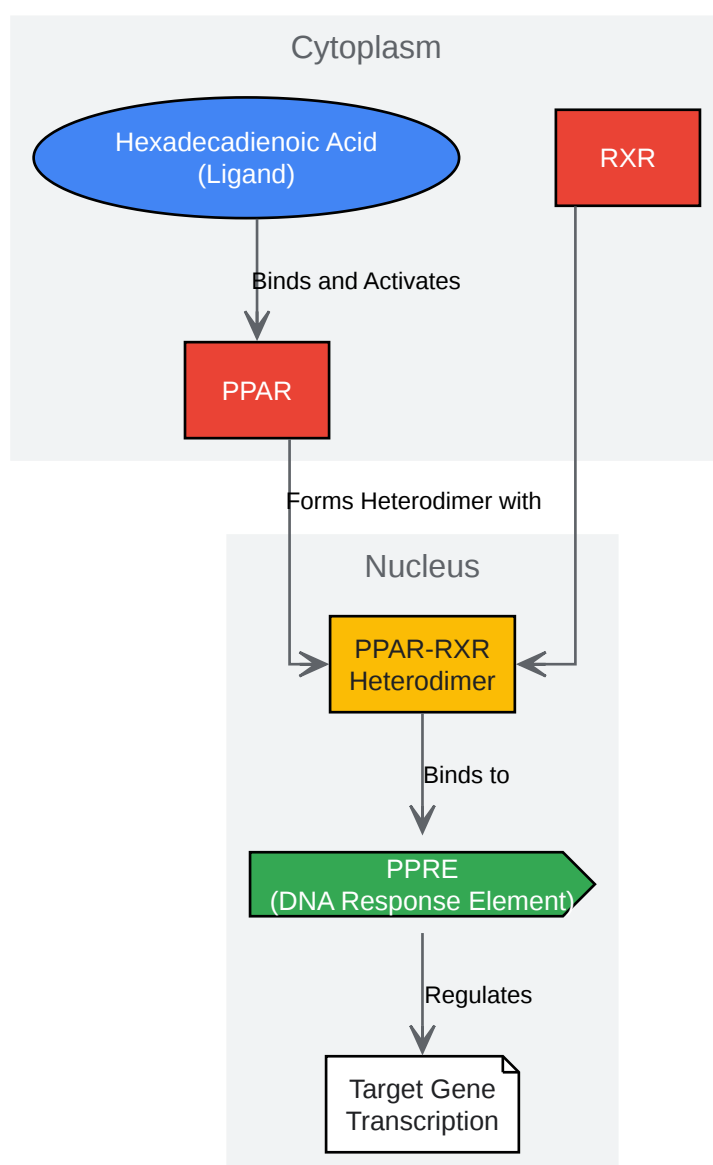 Cytoplasm
Hexadecadienoic Acid
(Ligand)
RXR
Binds and Activates
PPAR
Forms Heterodimer with
Nucleus
PPAR-RXR
Heterodimer
Binds to
PPRE
(DNA Response Element)
Regulates
Target Gene
Transcription